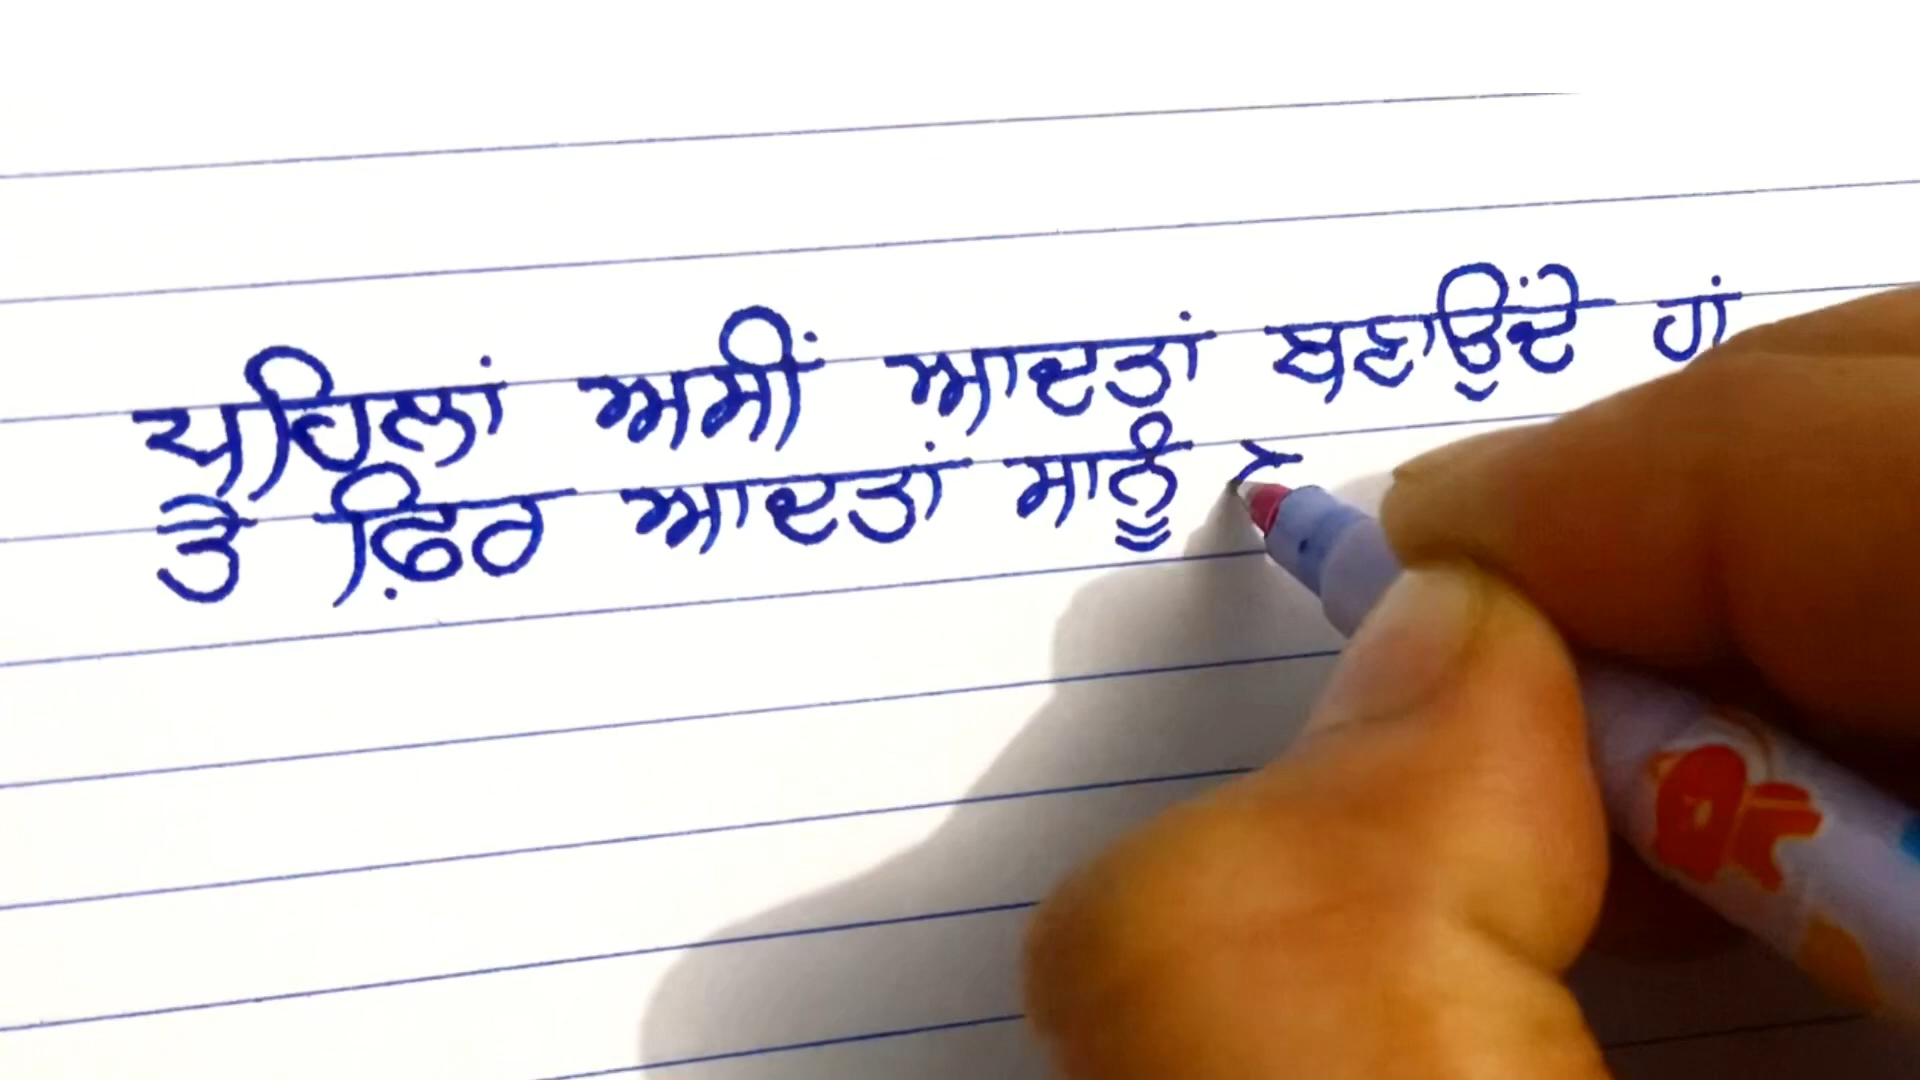 ਪਹਿਲਾਂ ਅਸੀਂ ਆਦਤਾਂ ਬਣਾਉਂਦੇ ਹਾਂ
ਤੇ ਫ਼ਿਰ ਆਦਤਾਂ ਸਾਨੂੰ